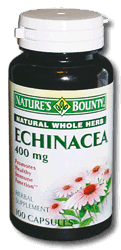 NATURE'S BOUNTY®
NATURAL WHOLE HERB
ECHINACEA
400 mg
Promotes
Healthy
Immune
Function**
HERBAL
SUPPLEMENT
100 CAPSULES